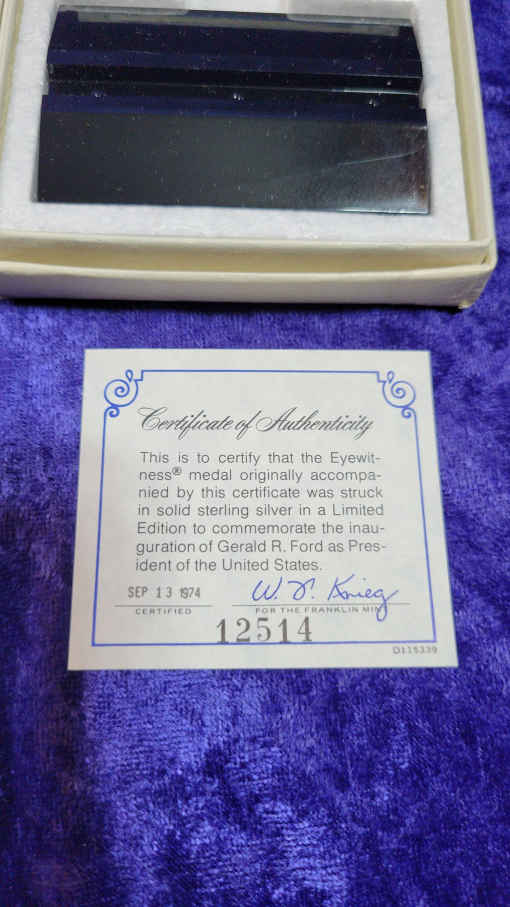 Certificate of Authenticity
This is to certify that the Eyewit-
ness® medal originally accompa-
nied by this certificate was struck
in solid sterling silver in a Limited
Edition to commemorate the inau-
guration of Gerald R. Ford as Pres-
ident of the United States.
SEP 13 1974 W. F. Krieg
CERTIFIED FOR THE FRANKLIN MINT
12514
D115339